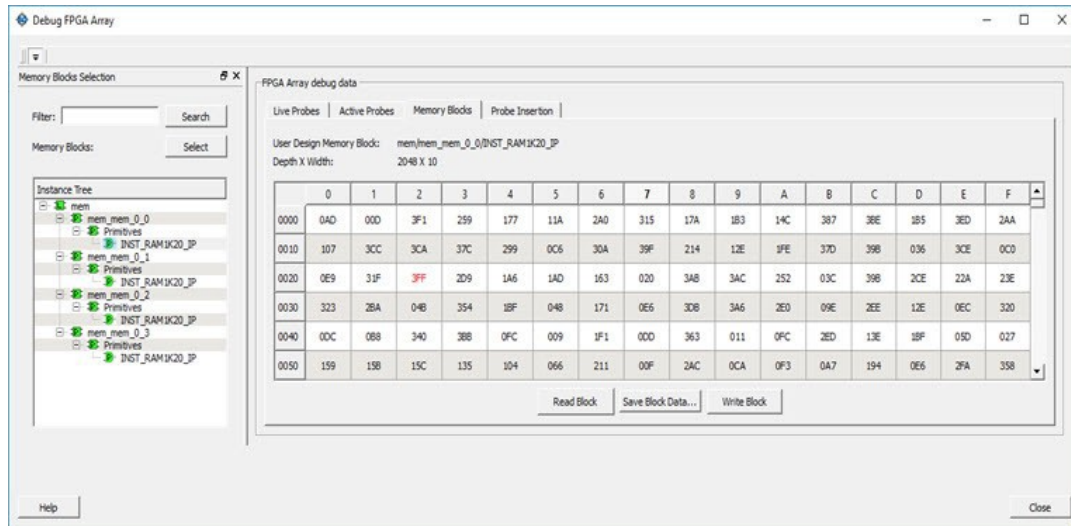 Debug FPGA Array
Memory Blocks Selection
Filter:
Search
Memory Blocks:
Select
Instance Tree
mem
mem_mem_0_0
Primitives
INST_RAM1K20_IP
mem_mem_0_1
Primitives
INST_RAM1K20_IP
mem_mem_0_2
Primitives
INST_RAM1K20_IP
mem_mem_0_3
Primitives
INST_RAM1K20_IP
FPGA Array debug data
Live Probes Active Probes Memory Blocks Probe Insertion
User Design Memory Block: mem/mem_mem_0_0/INST_RAM1K20_IP
Depth X Width: 2048 X 10
0 1 2 3 4 5 6 7 8 9 A B C D E F
0000 0AD 00D 3F1 259 177 11A 2A0 315 17A 1B3 14C 387 3BE 1B5 3ED 2AA
0010 107 3CC 3CA 37C 299 0C6 30A 39F 214 12E 1FE 37D 39B 036 3CE 0C0
0020 0E9 31F 3FF 2D9 1A6 1AD 163 020 3AB 3AC 252 03C 39B 2CE 22A 23E
0030 323 2BA 04B 354 1BF 04B 171 0E6 3DB 3A6 2E0 09E 2EE 12E 0EC 320
0040 0DC 0B8 340 3BB 0FC 009 1F1 0DD 363 011 0FC 2ED 13E 1BF 05D 027
0050 159 15B 15C 135 104 066 211 00F 2AC 0CA 0F3 0A7 194 0E6 2FA 358
Read Block Save Block Data... Write Block
Help Close